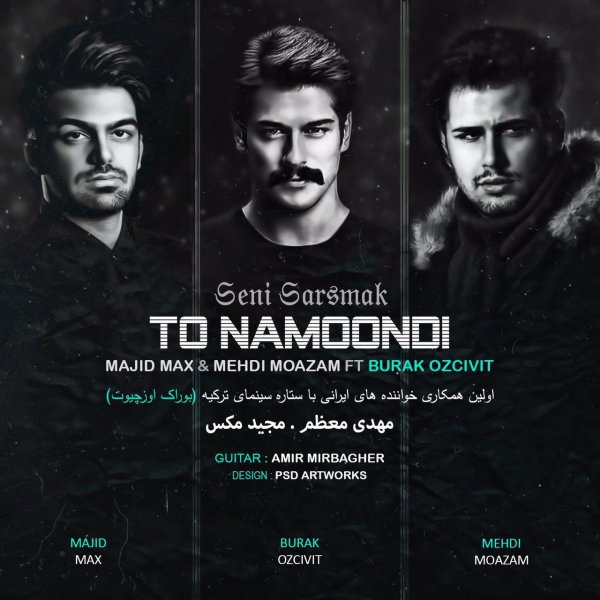 Seni Sarsmak
TO NAMOONDI
MAJID MAX & MEHDI MOAZAM FT BURAK OZCIVIT
اولین همکاری خواننده های ایرانی با ستاره سینمای ترکیه (بوراک اوزچیوت)
مهدی معظم . مجید مکس
GUITAR : AMIR MIRBAGHER
DESIGN : PSD ARTWORKS
MAJID
MAX
BURAK
OZCIVIT
MEHDI
MOAZAM